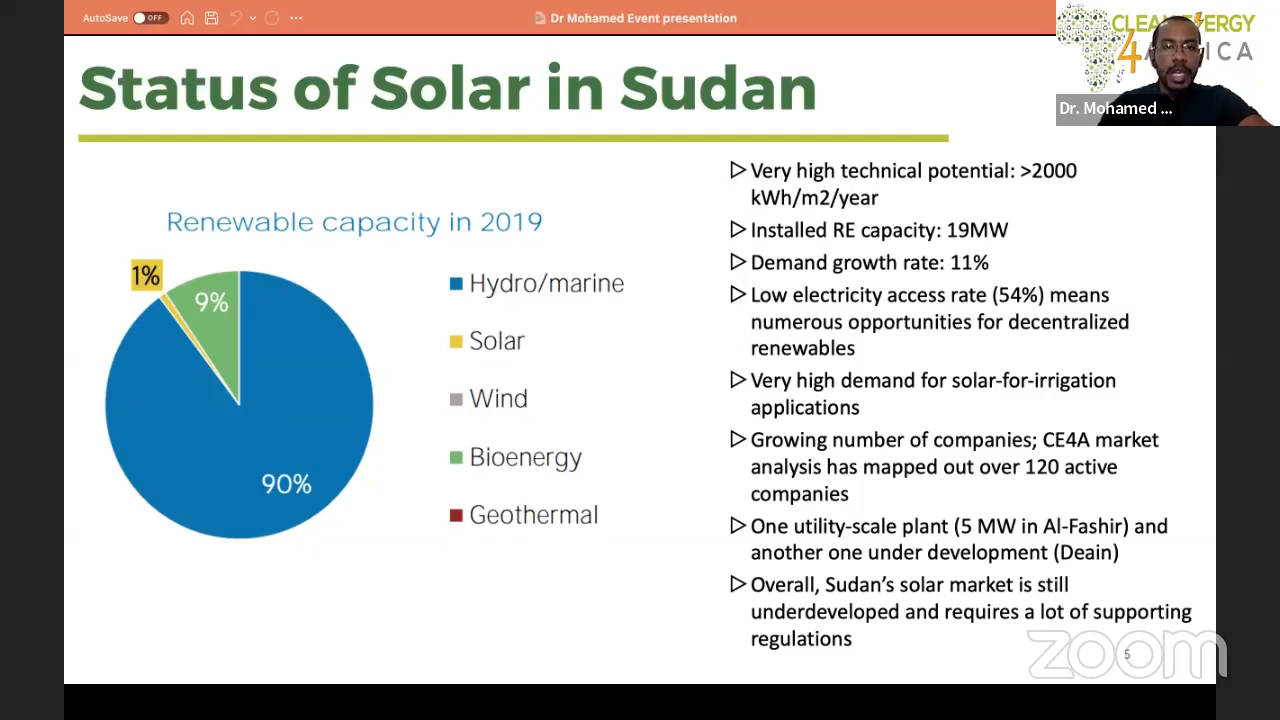 AutoSave OFF
Dr Mohamed Event presentation
CLEAN ENERGY
4
Dr. Mohamed ...
Status of Solar in Sudan
Renewable capacity in 2019
1%
9%
90%
Hydro/marine
Solar
Wind
Bioenergy
Geothermal
Very high technical potential: >2000
kWh/m2/year
Installed RE capacity: 19MW
Demand growth rate: 11%
Low electricity access rate (54%) means
numerous opportunities for decentralized
renewables
Very high demand for solar-for-irrigation
applications
Growing number of companies; CE4A market
analysis has mapped out over 120 active
companies
One utility-scale plant (5 MW in Al-Fashir) and
another one under development (Deain)
Overall, Sudan’s solar market is still
underdeveloped and requires a lot of supporting
regulations
5
zoom